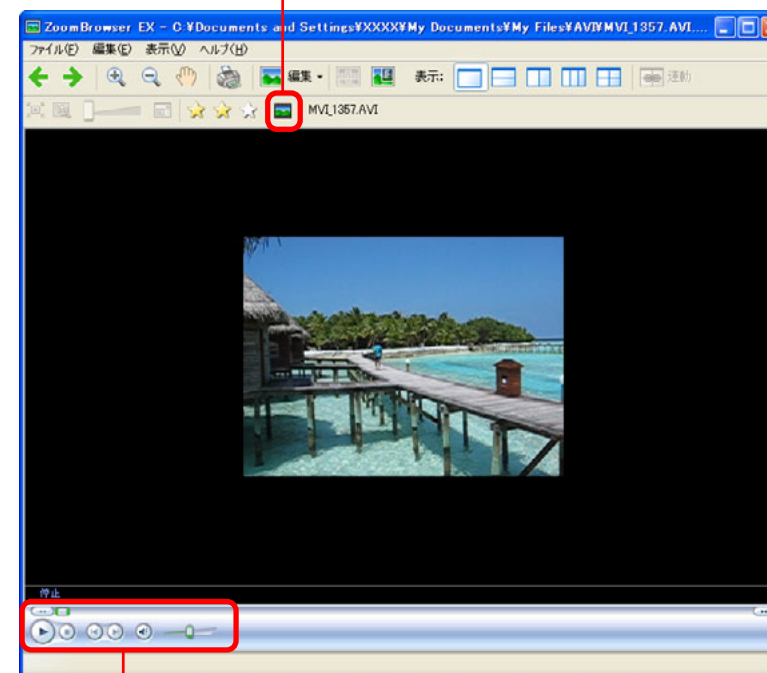 ZoomBrowser EX - C:¥Documents and Settings¥XXXX¥My Documents¥My Files¥AVI¥MVI_1357.AVI....
ファイル(F) 編集(E) 表示(V) ヘルプ(H)
編集 表示: 連動
MVI_1357.AVI
停止